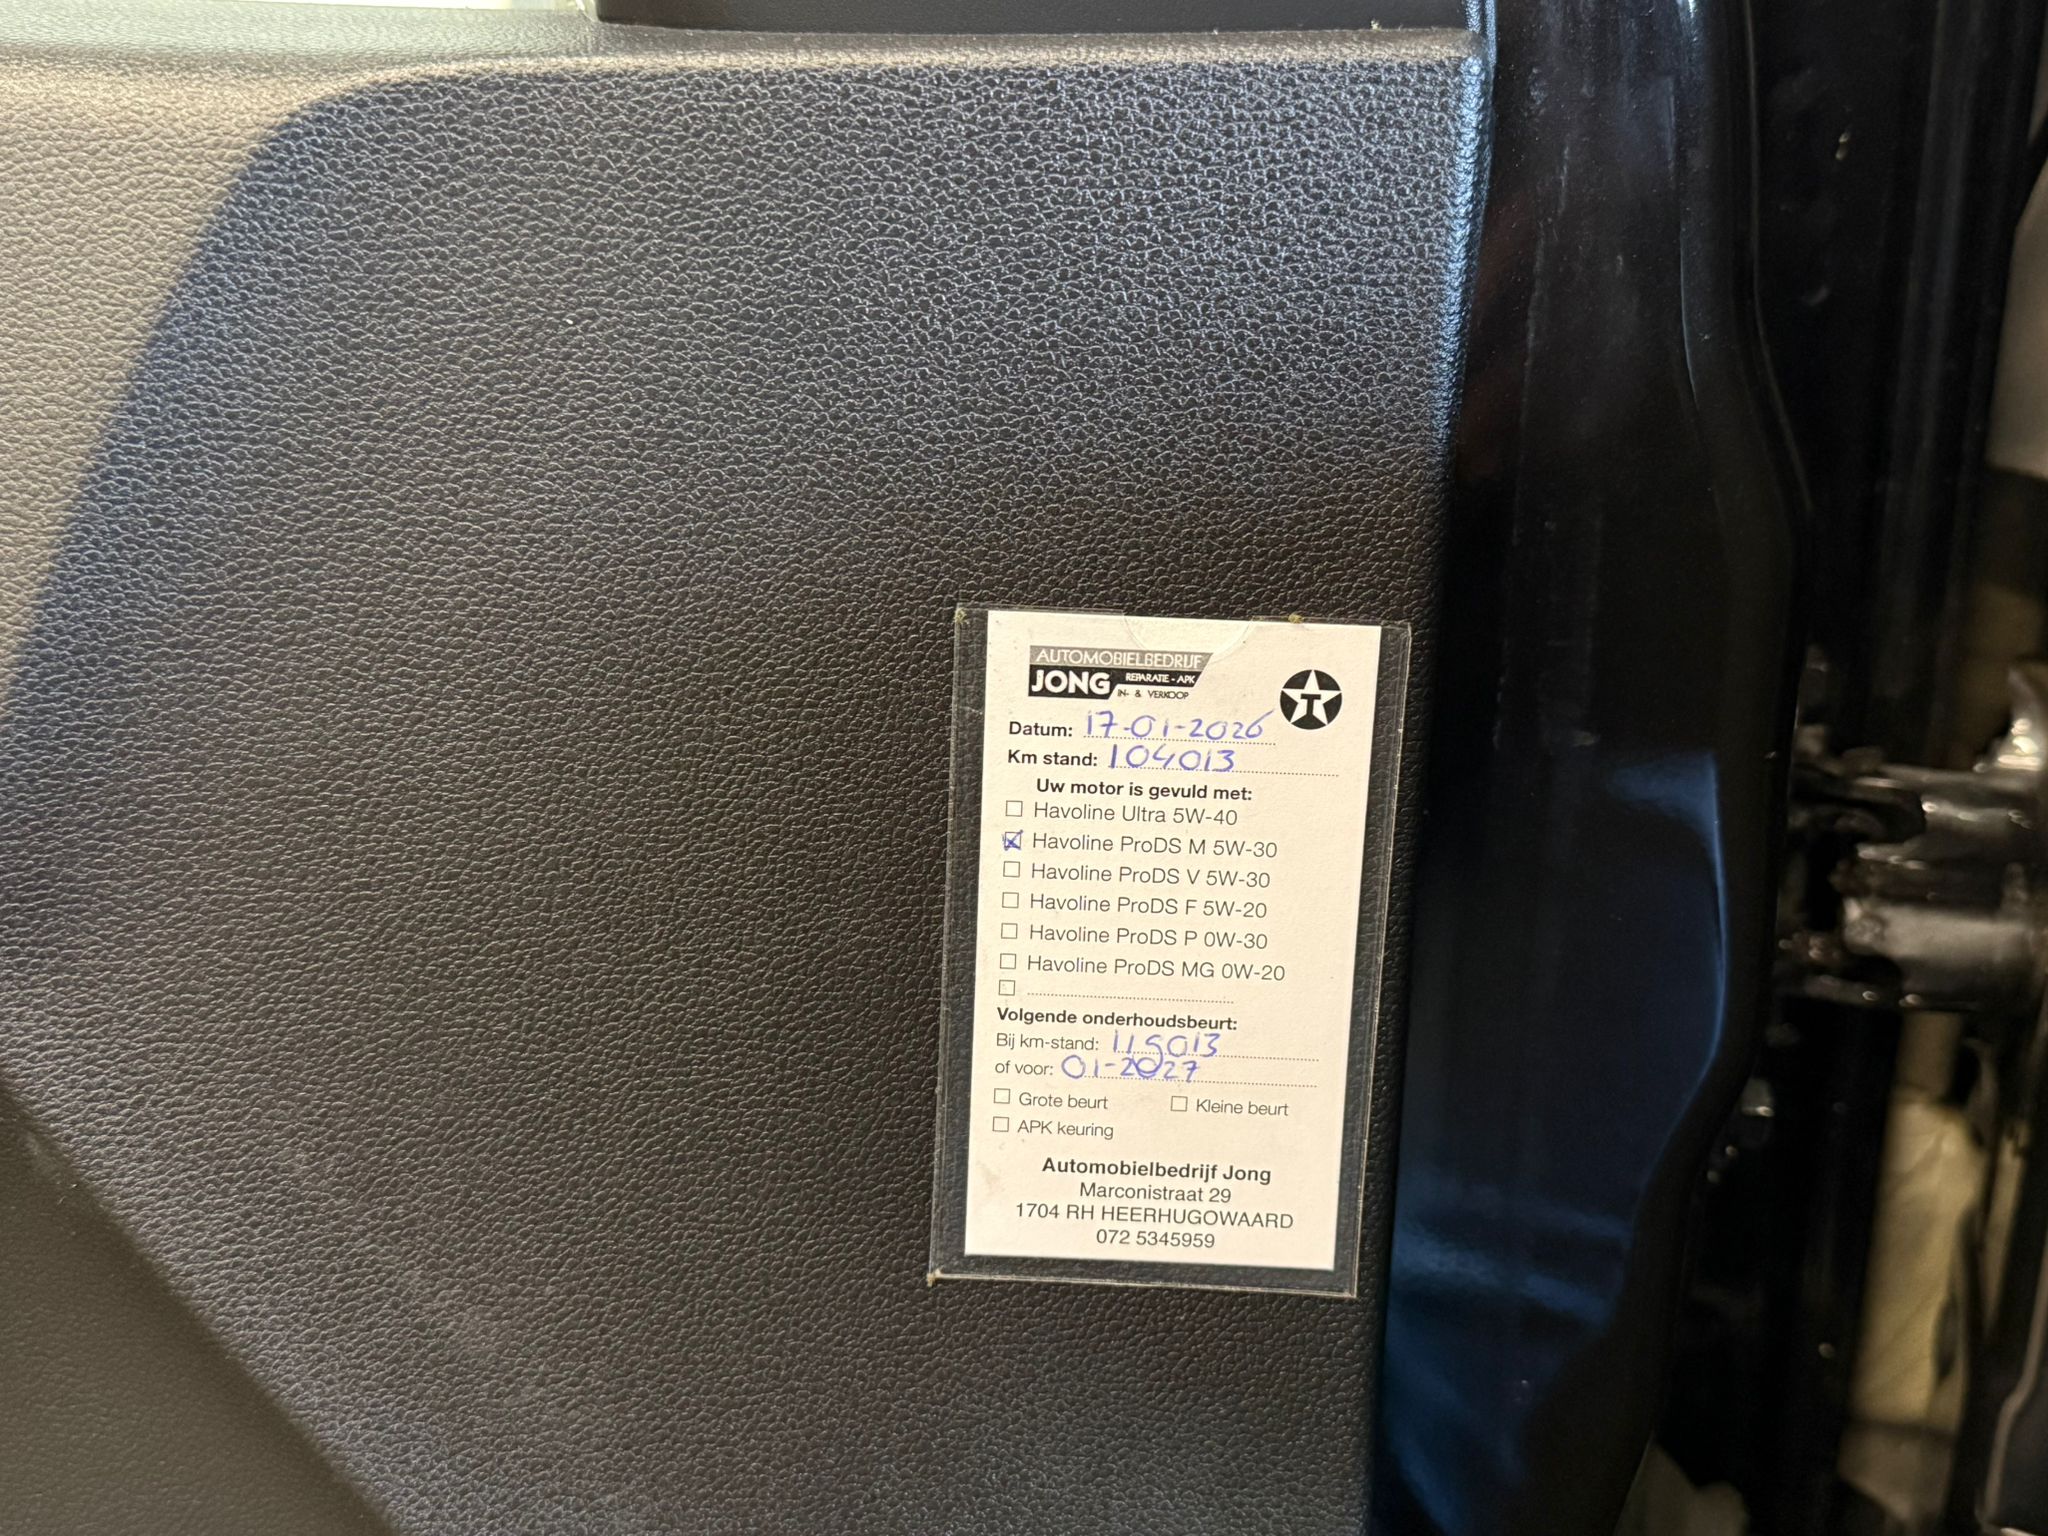 AUTOMOBIELBEDRIJF
JONG REPARATIE - APK
IN- & VERKOOP
T
Datum: 17-01-2026
Km stand: 104013
Uw motor is gevuld met:
Havoline Ultra 5W-40
Havoline ProDS M 5W-30
Havoline ProDS V 5W-30
Havoline ProDS F 5W-20
Havoline ProDS P 0W-30
Havoline ProDS MG 0W-20
Volgende onderhoudsbeurt:
Bij km-stand: 119013
of voor: 01-2027
Grote beurt Kleine beurt
APK keuring
Automobielbedrijf Jong
Marconistraat 29
1704 RH HEERHUGOWAARD
072 5345959